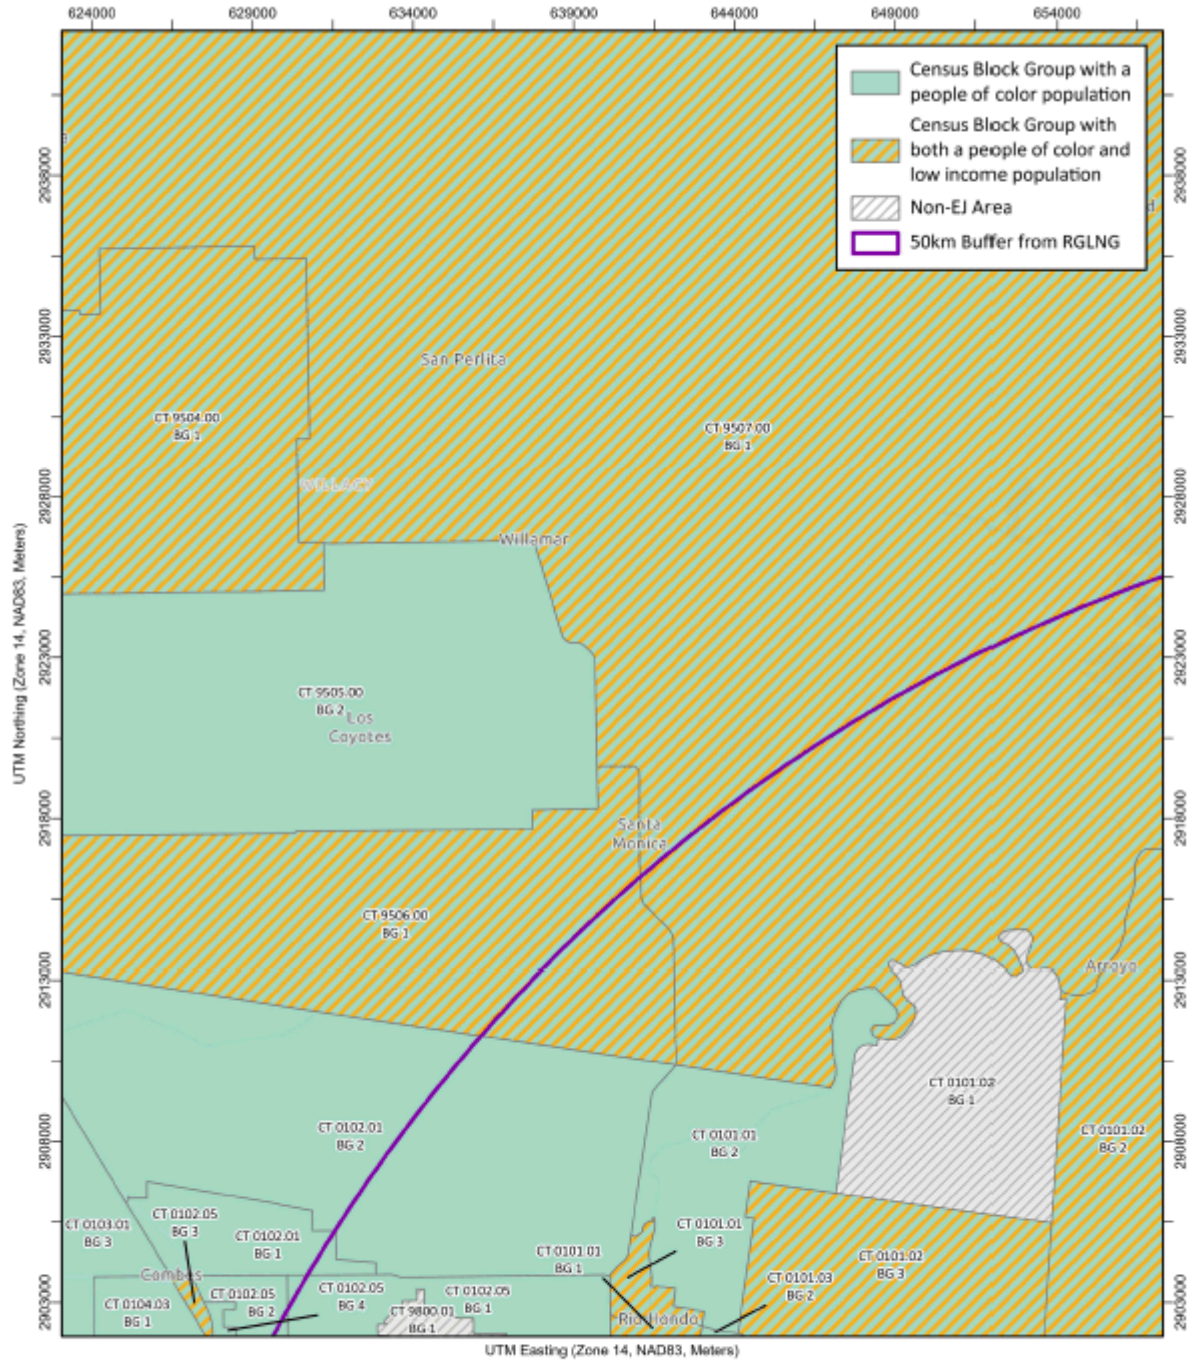 624000 629000 634000 639000 644000 649000 654000
Census Block Group with a
people of color population
Census Block Group with
both a people of color and
low income population
Non-EJ Area
50km Buffer from RGLNG
2938000
2938000
2933000
2933000
San Perlita
CT 9504.00
BG 1
CT 9507.00
BG 1
WILLACY
2928000
2928000
Willamar
UTM Northing (Zone 14, NAD83, Meters)
2923000
2923000
CT 9505.00
BG 2
Los
Coyotes
2918000
2918000
Santa
Monica
CT 9506.00
BG 1
2913000
2913000
Arroyo
CT 0101.02
BG 1
2908000
2908000
CT 0102.01
BG 2
CT 0101.01
BG 2
CT 0101.02
BG 2
CT 0103.01
BG 3
CT 0102.05
BG 3
CT 0102.01
BG 1
CT 0101.01
BG 3
CT 0101.01
BG 1
CT 0101.02
BG 3
Combes
CT 0101.03
BG 2
CT 0104.03
BG 1
CT 0102.05
BG 2
CT 0102.05
BG 4
CT 9800.01
BG 1
CT 0102.05
BG 1
Rio Hondo
2903000
2903000
UTM Easting (Zone 14, NAD83, Meters)